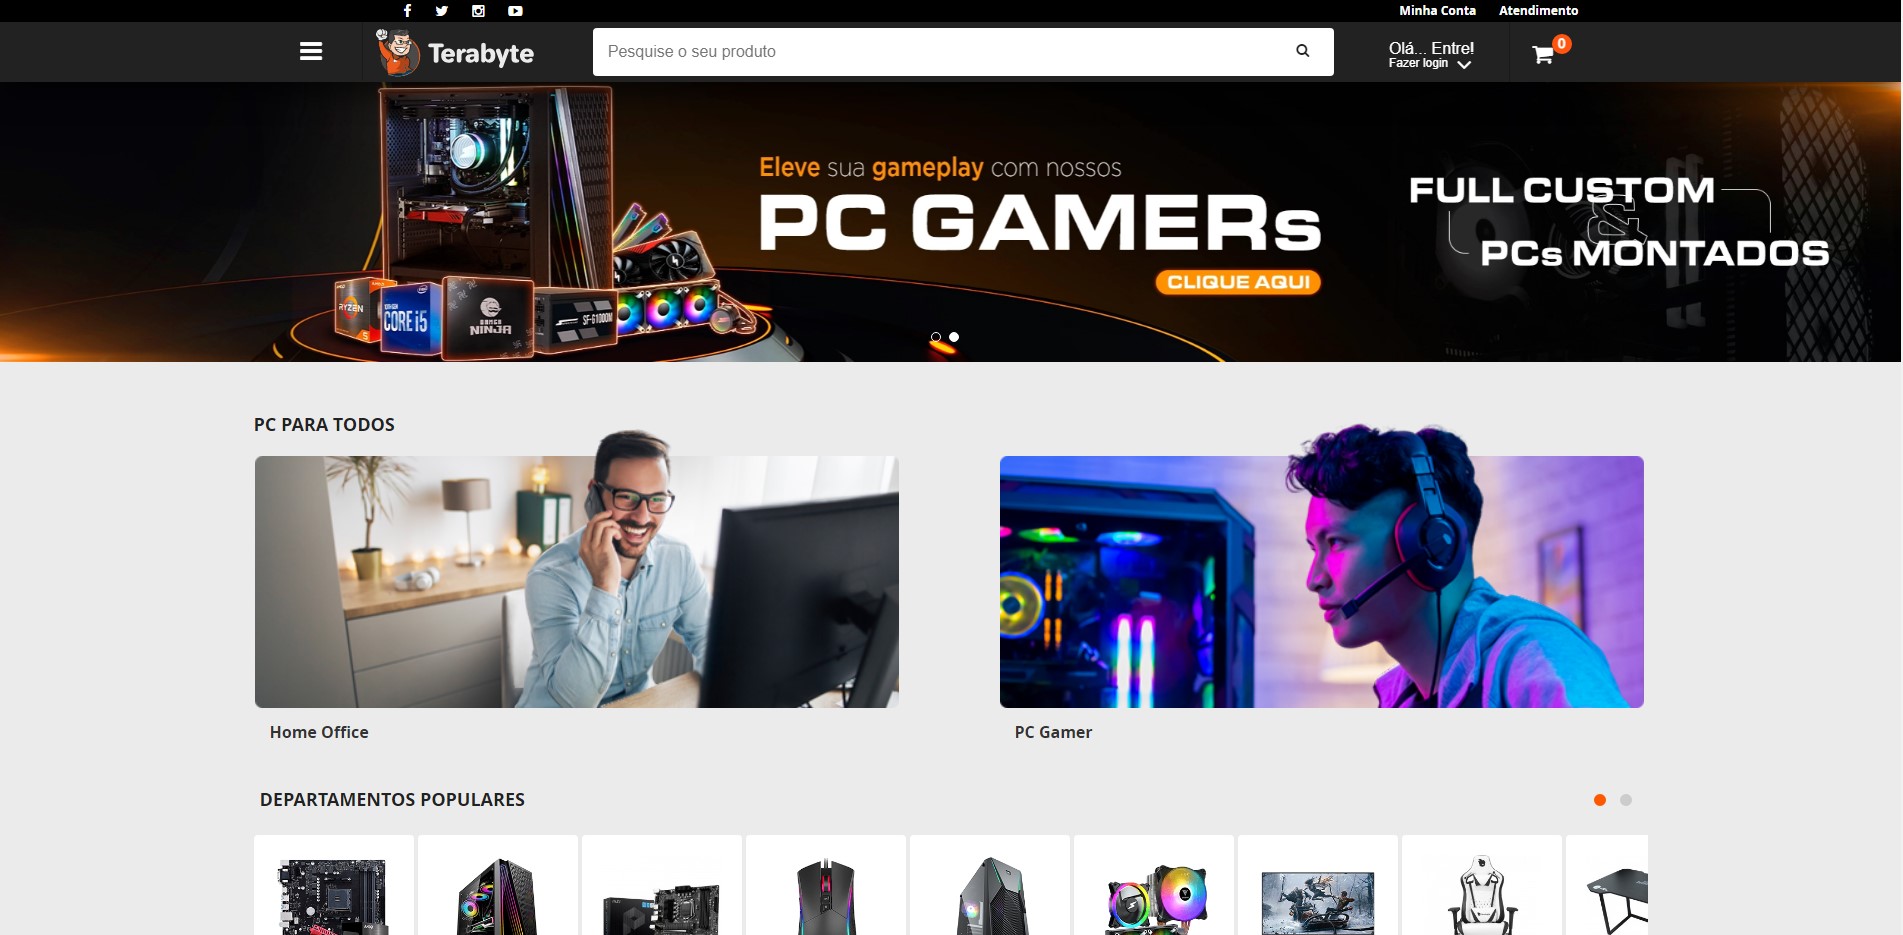 Minha Conta Atendimento
Terabyte
Pesquise o seu produto
Olá... Entre!
Fazer login
0
Eleve sua gameplay com nossos
PC GAMERs
CLIQUE AQUI
FULL CUSTOM
&
PCs MONTADOS
RYZEN
5
CORE i5
NINJA
SF-G1000M
PC PARA TODOS
Home Office
PC Gamer
DEPARTAMENTOS POPULARES